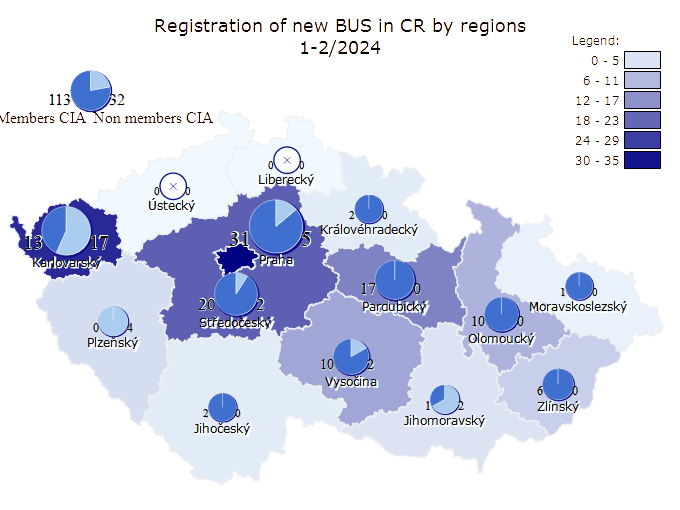 Registration of new BUS in CR by regions
1-2/2024
Legend:
0 - 5
6 - 11
12 - 17
18 - 23
24 - 29
30 - 35
113 32
Members CIA Non members CIA
0 0
Liberecký
0 0
Ústecký
2 0
Královéhradecký
13 17
Karlovarský
31 5
Praha
17 0
Pardubický
1 0
Moravskoslezský
20 2
Středočeský
0 4
Plzeňský
10 0
Olomoucký
10 2
Vysočina
6 0
Zlínský
2 0
Jihočeský
1 2
Jihomoravský